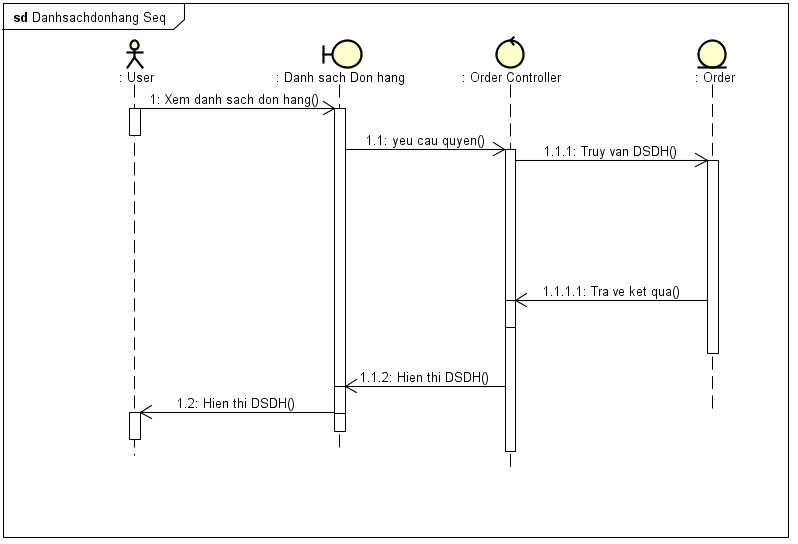 sd Danhsachdonhang Seq
: User
: Danh sach Don hang
: Order Controller
: Order
1: Xem danh sach don hang()
1.1: yeu cau quyen()
1.1.1: Truy van DSDH()
1.1.1.1: Tra ve ket qua()
1.1.2: Hien thi DSDH()
1.2: Hien thi DSDH()